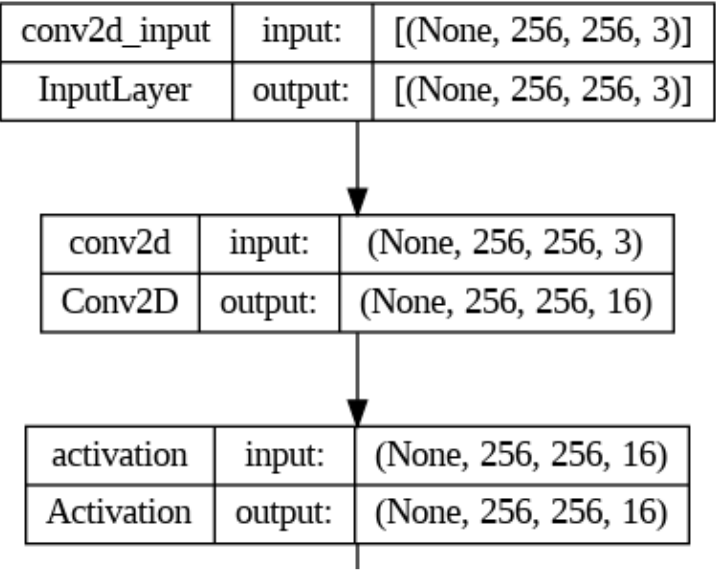 conv2d_input input: [(None, 256, 256, 3)]
InputLayer output: [(None, 256, 256, 3)]
conv2d input: (None, 256, 256, 3)
Conv2D output: (None, 256, 256, 16)
activation input: (None, 256, 256, 16)
Activation output: (None, 256, 256, 16)